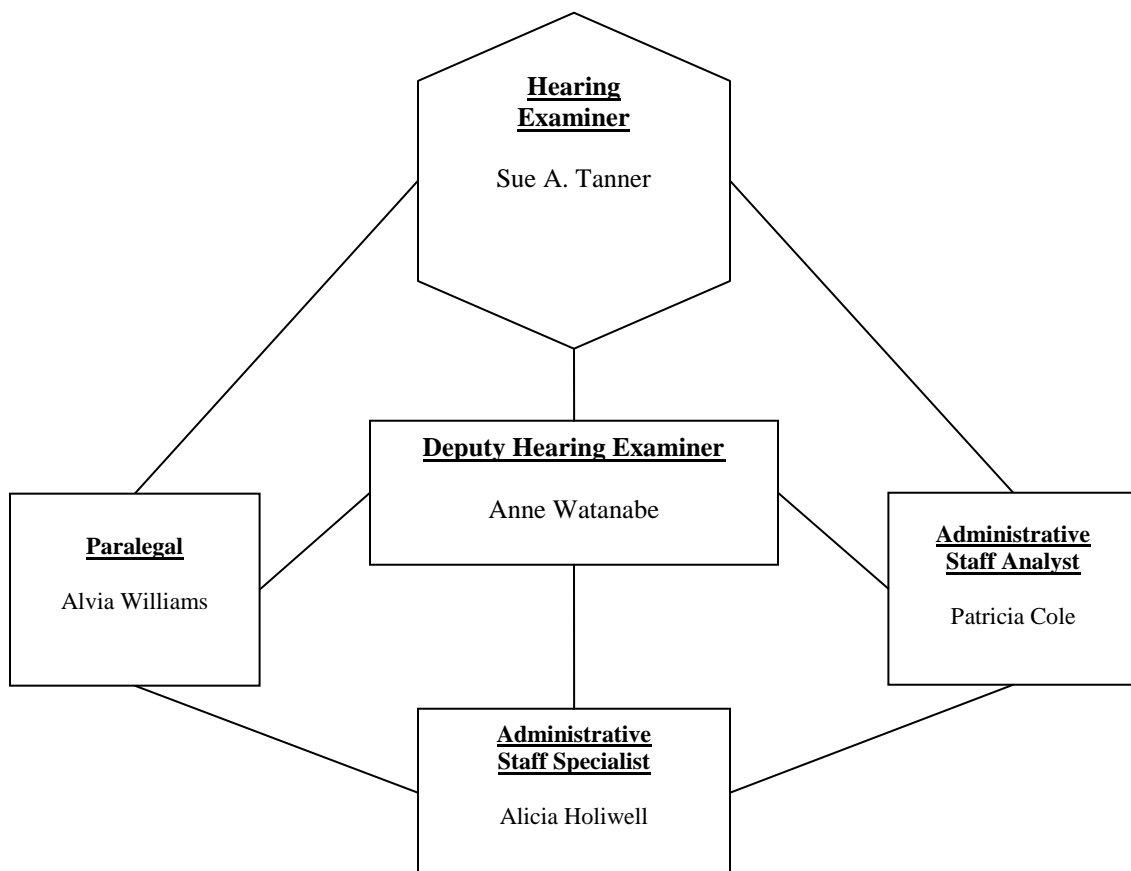 Hearing
Examiner
Sue A. Tanner
Deputy Hearing Examiner
Anne Watanabe
Paralegal
Alvia Williams
Administrative
Staff Analyst
Patricia Cole
Administrative
Staff Specialist
Alicia Holiwell